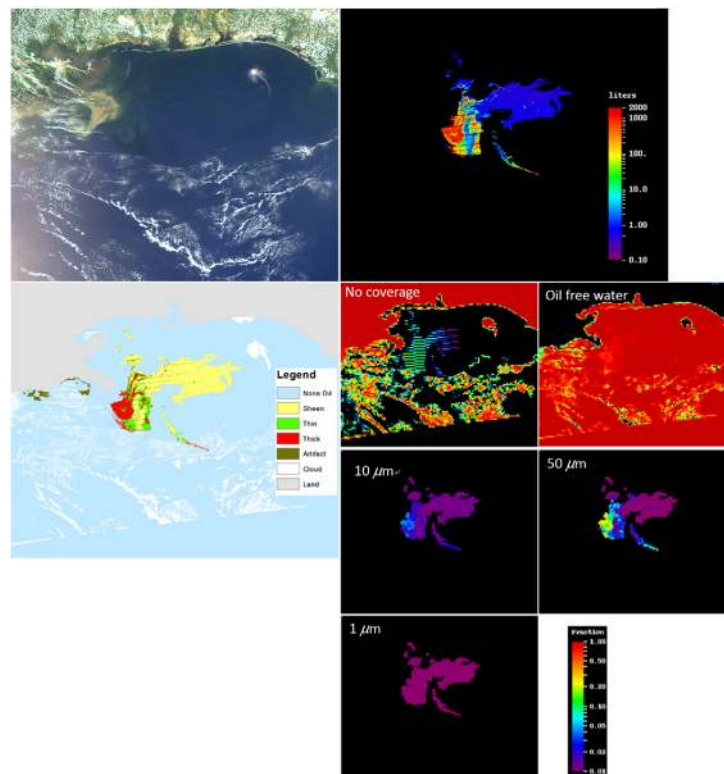 liters
2000
1000
100.
10.0
1.00
0.10
No coverage
Oil free water
Legend
None Oil
Sheen
Thin
Thick
Artifact
Cloud
Land
10 µm
50 µm
1 µm
Fraction
1.00
0.50
0.20
0.10
0.05
0.02
0.01